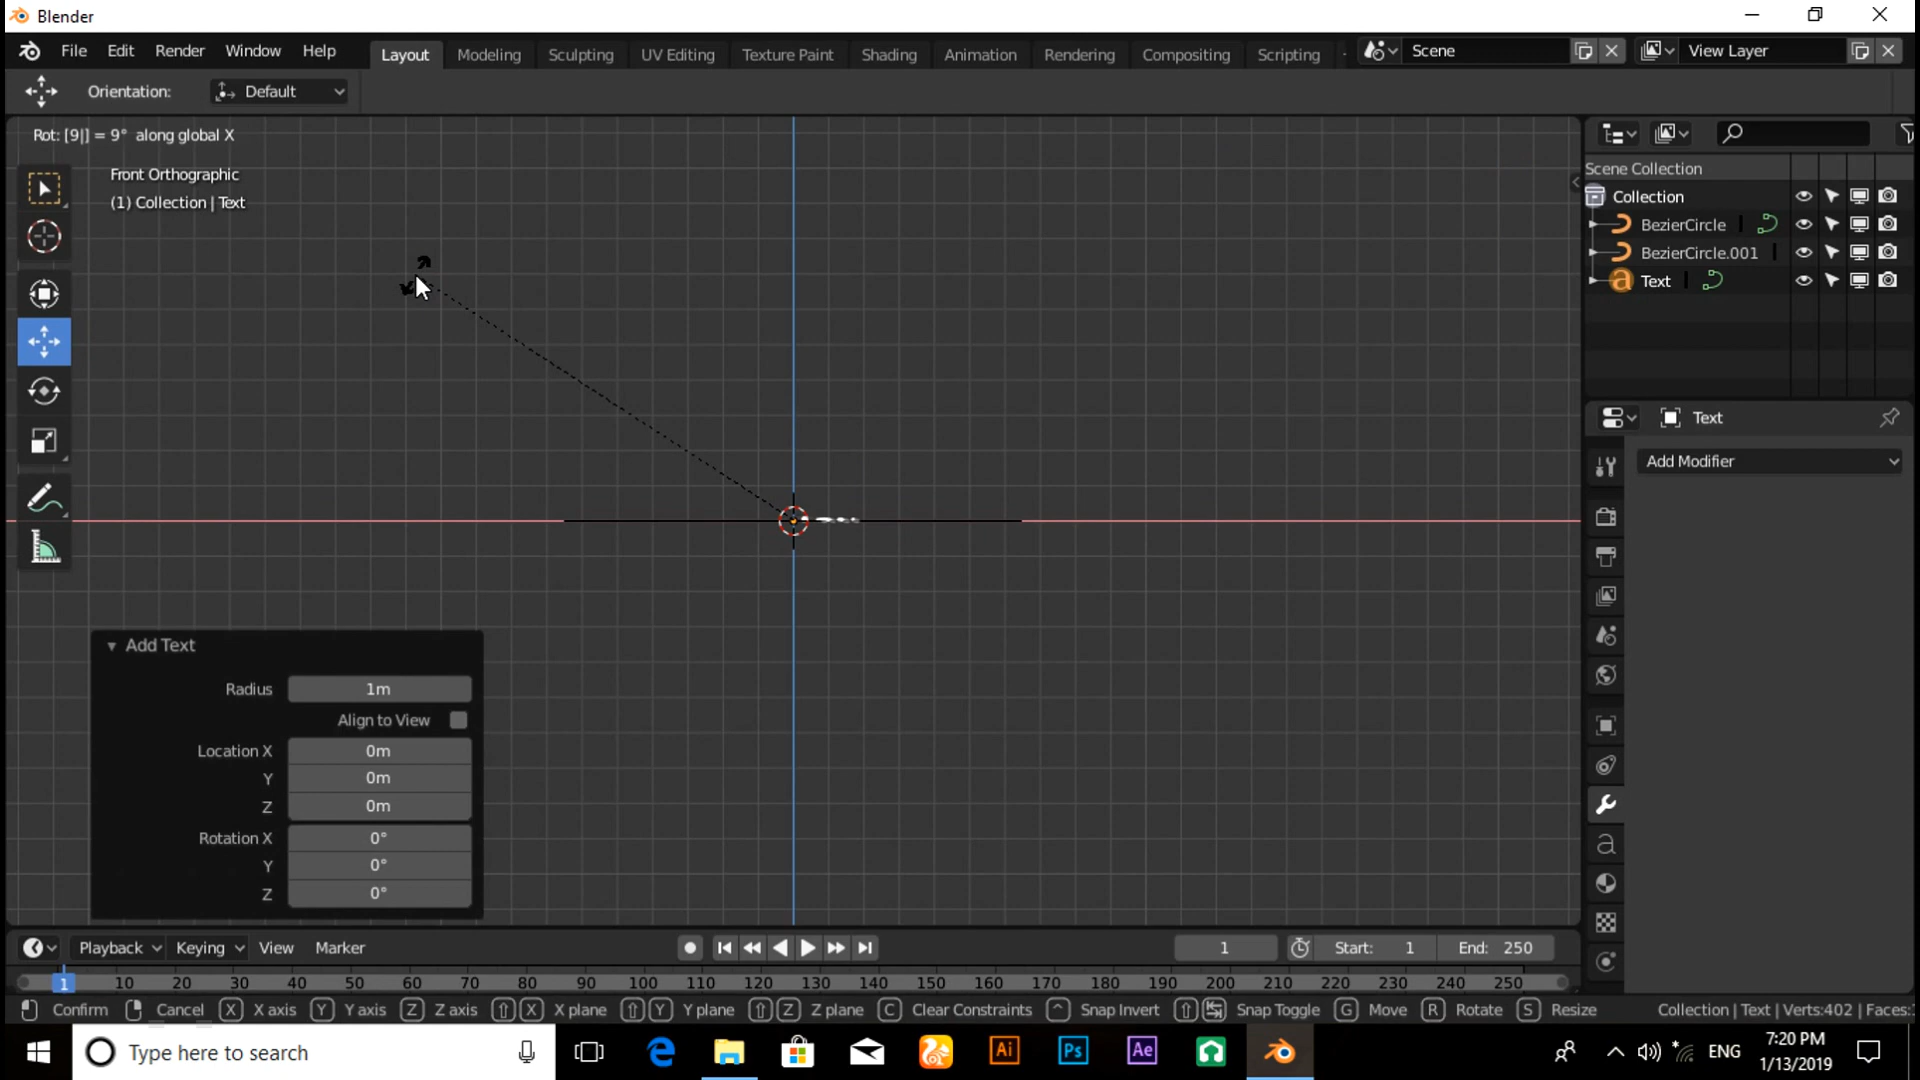 Blender
File Edit Render Window Help Layout Modeling Sculpting UV Editing Texture Paint Shading Animation Rendering Compositing Scripting Scene View Layer
Orientation: Default
Rot: [9|] = 9° along global X
Front Orthographic
(1) Collection | Text
Scene Collection
Collection
BezierCircle
BezierCircle.001
Text
Text
Add Modifier
Add Text
Radius 1m
Align to View
Location X 0m
Y 0m
Z 0m
Rotation X 0°
Y 0°
Z 0°
Playback Keying View Marker 1 Start: 1 End: 250
1 10 20 30 40 50 60 70 80 90 100 110 120 130 140 150 160 170 180 190 200 210 220 230 240 250
Confirm Cancel X X axis Y Y axis Z Z axis X X plane Y Y plane Z Z plane C Clear Constraints ^ Snap Invert Snap Toggle G Move R Rotate S Resize Collection | Text | Verts:402 | Faces:
Type here to search Ai Ps Ae ENG 7:20 PM
1/13/2019